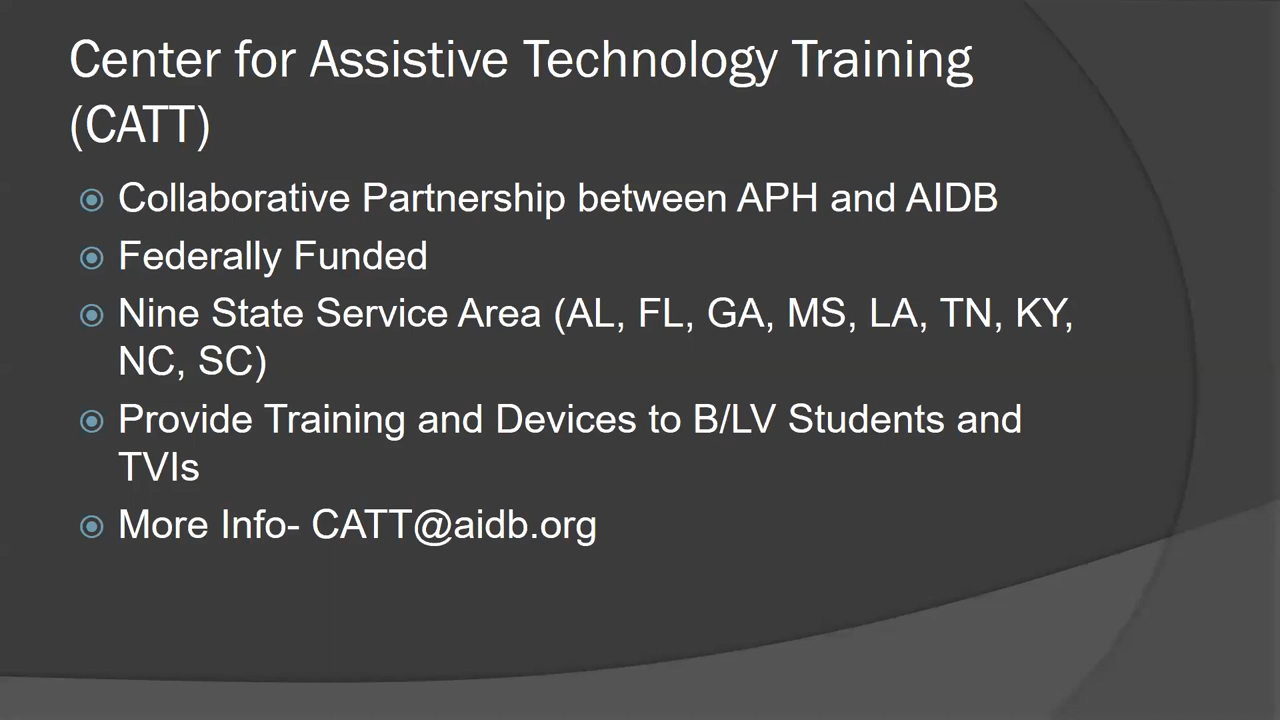 Center for Assistive Technology Training
(CATT)
Collaborative Partnership between APH and AIDB
Federally Funded
Nine State Service Area (AL, FL, GA, MS, LA, TN, KY,
NC, SC)
Provide Training and Devices to B/LV Students and
TVIs
More Info- CATT@aidb.org